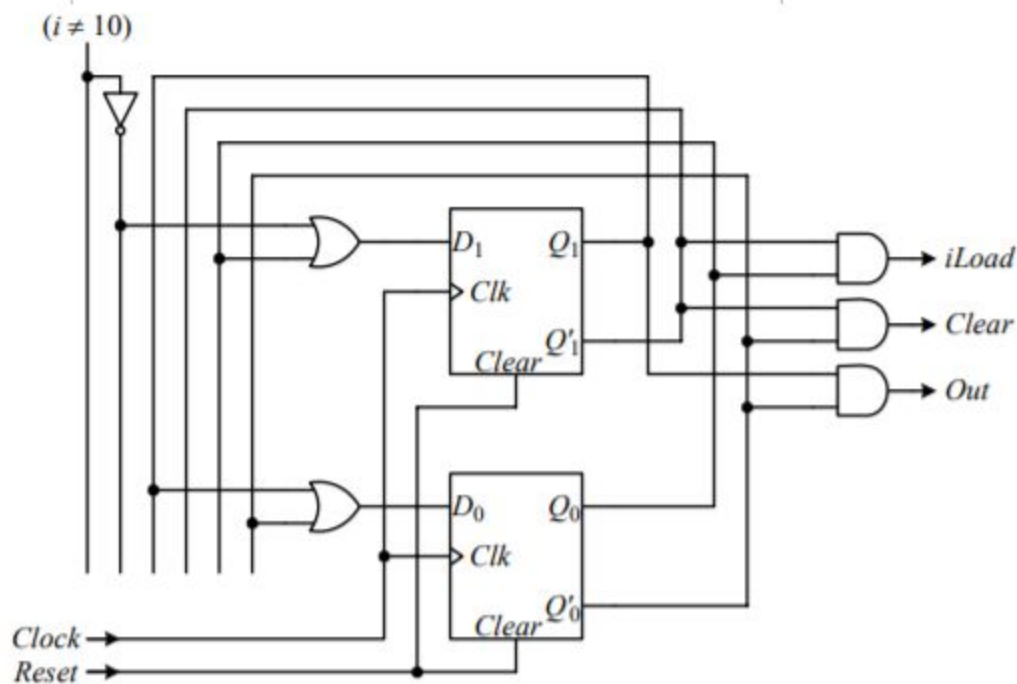 (i ≠ 10)
D₁ Q₁ iLoad
Clk
Q'₁ Clear
Clear
Out
D₀ Q₀
Clk
Q'₀
Clear
Clock
Reset